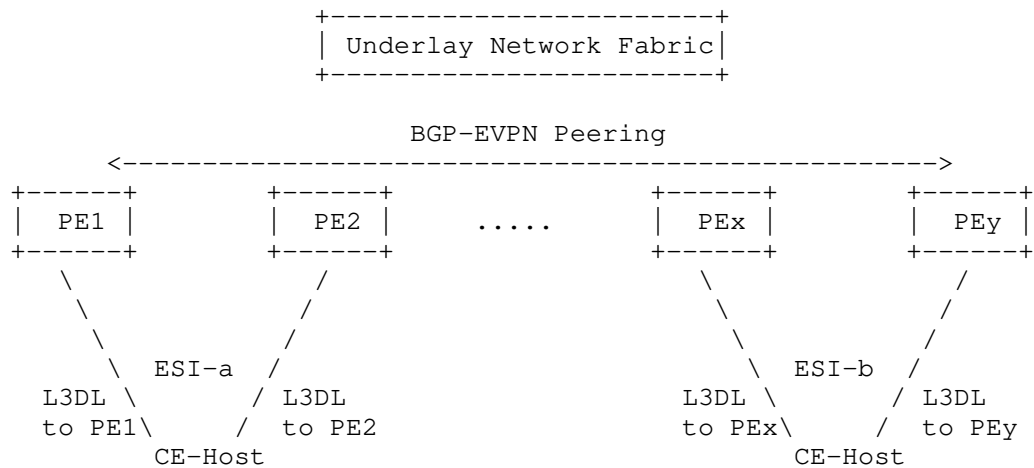 Underlay Network Fabric
BGP-EVPN Peering
PE1 PE2 ..... PEx PEy
ESI-a ESI-b
L3DL L3DL L3DL L3DL
to PE1 to PE2 to PEx to PEy
CE-Host CE-Host